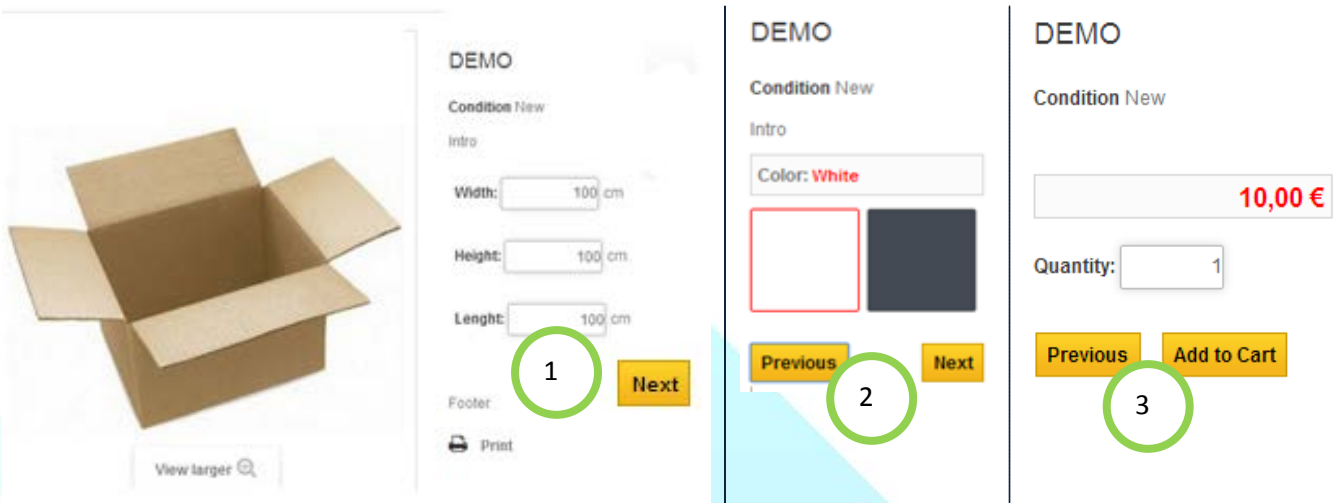 DEMO
Condition New
Intro
Width: 100 cm
Height: 100 cm
Lenght: 100 cm
1
Next
Footer
Print
View larger
DEMO
Condition New
Intro
Color: White
Previous Next
2
DEMO
Condition New
10,00 €
Quantity: 1
Previous Add to Cart
3